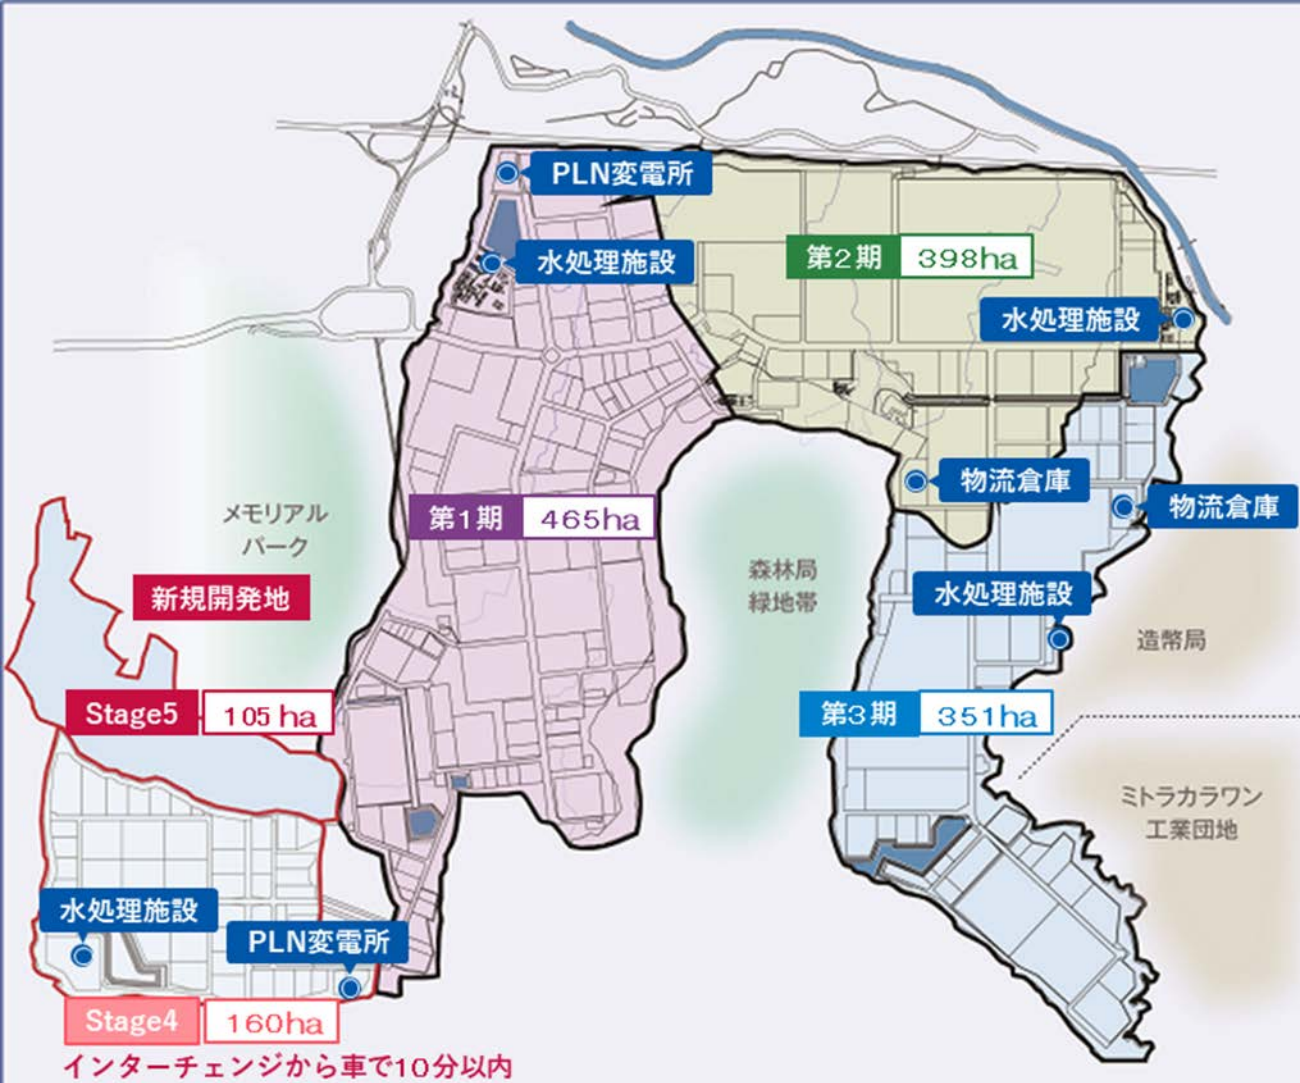 PLN変電所
水処理施設
第2期 398ha
水処理施設
物流倉庫
物流倉庫
メモリアル
パーク
第1期 465ha
森林局
緑地帯
新規開発地
水処理施設
造幣局
Stage5 105ha
第3期 351ha
ミトラカラワン
工業団地
水処理施設
PLN変電所
Stage4 160ha
インターチェンジから車で10分以内